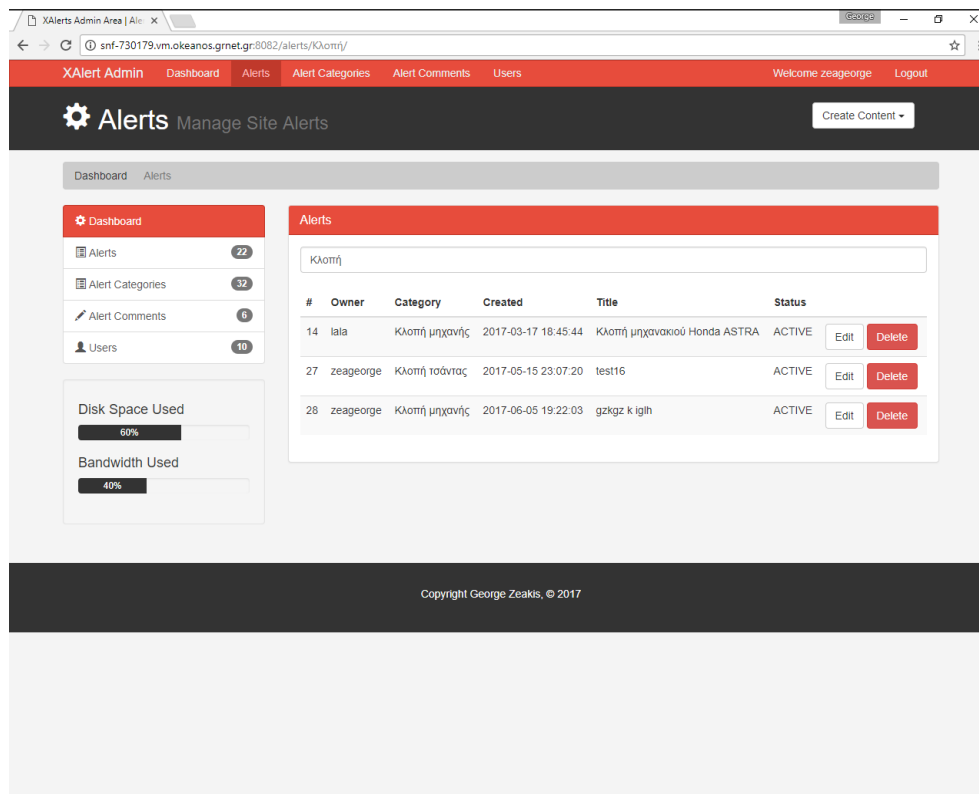 XAlerts Admin Area | Ale
George
snf-730179.vm.okeanos.grnet.gr:8082/alerts/Κλοπή/
XAlert Admin Dashboard Alerts Alert Categories Alert Comments Users Welcome zeageorge Logout
Alerts Manage Site Alerts Create Content
Dashboard Alerts
Dashboard
Alerts 22
Alert Categories 32
Alert Comments 6
Users 10
Disk Space Used
60%
Bandwidth Used
40%
Alerts
Κλοπή
# Owner Category Created Title Status
14 lala Κλοπή μηχανής 2017-03-17 18:45:44 Κλοπή μηχανακιού Honda ASTRA ACTIVE Edit Delete
27 zeageorge Κλοπή τσάντας 2017-05-15 23:07:20 test16 ACTIVE Edit Delete
28 zeageorge Κλοπή μηχανής 2017-06-05 19:22:03 gzkgz k iglh ACTIVE Edit Delete
Copyright George Zeakis, © 2017